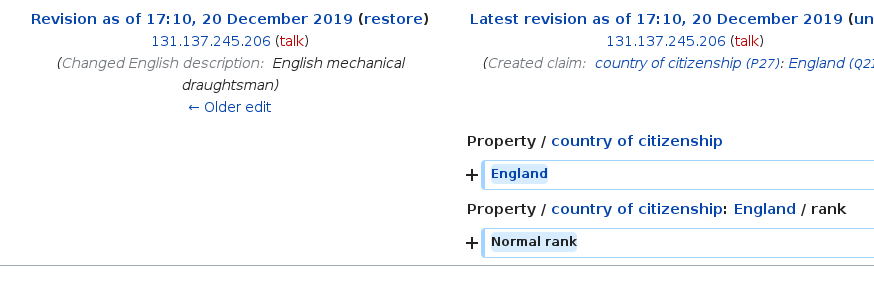 Revision as of 17:10, 20 December 2019 (restore)
131.137.245.206 (talk)
(Changed English description: English mechanical
draughtsman)
← Older edit
Latest revision as of 17:10, 20 December 2019 (un
131.137.245.206 (talk)
(Created claim: country of citizenship (P27): England (Q21
Property / country of citizenship
+ England
Property / country of citizenship: England / rank
+ Normal rank